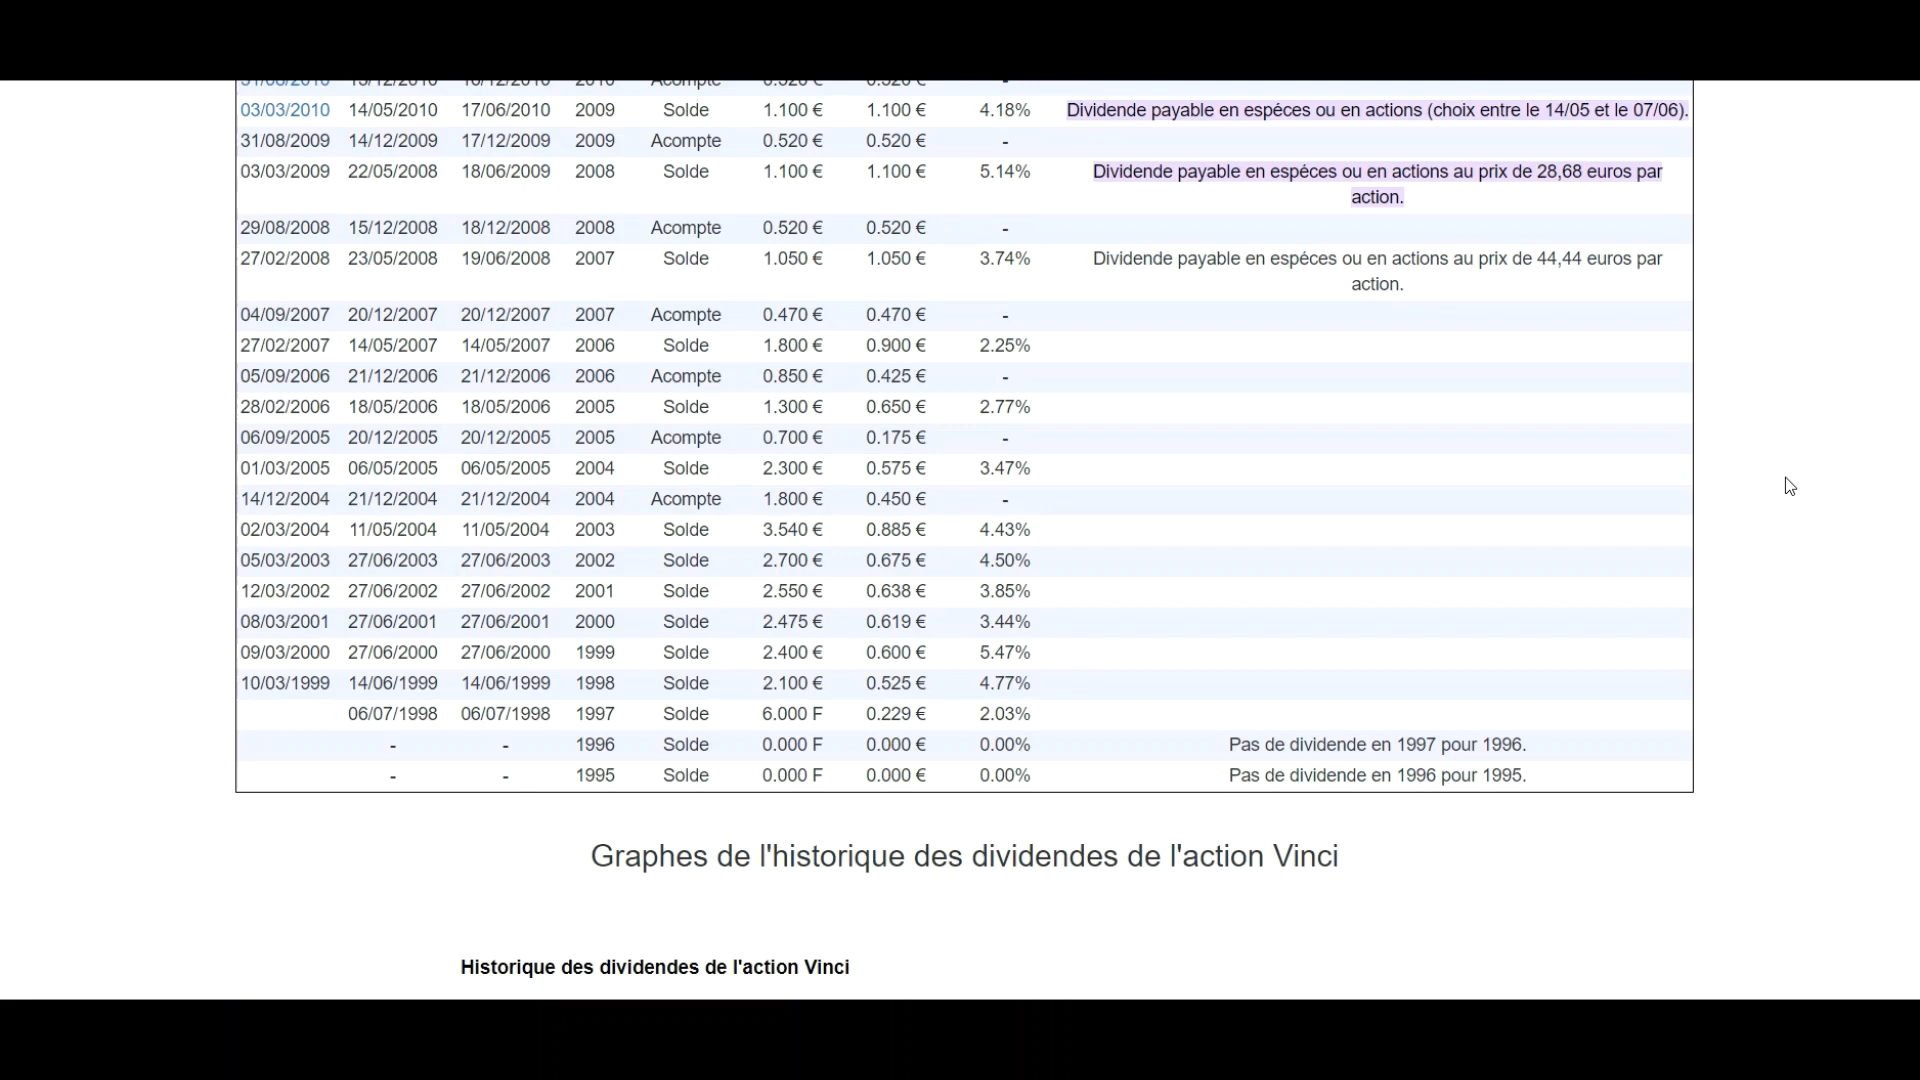 31/08/2010 13/12/2010 16/12/2010 2010 Acompte 0.520 € 0.520 € -
03/03/2010 14/05/2010 17/06/2010 2009 Solde 1.100 € 1.100 € 4.18% Dividende payable en espéces ou en actions (choix entre le 14/05 et le 07/06).
31/08/2009 14/12/2009 17/12/2009 2009 Acompte 0.520 € 0.520 € -
03/03/2009 22/05/2008 18/06/2009 2008 Solde 1.100 € 1.100 € 5.14% Dividende payable en espéces ou en actions au prix de 28,68 euros par
action.
29/08/2008 15/12/2008 18/12/2008 2008 Acompte 0.520 € 0.520 € -
27/02/2008 23/05/2008 19/06/2008 2007 Solde 1.050 € 1.050 € 3.74% Dividende payable en espéces ou en actions au prix de 44,44 euros par
action.
04/09/2007 20/12/2007 20/12/2007 2007 Acompte 0.470 € 0.470 € -
27/02/2007 14/05/2007 14/05/2007 2006 Solde 1.800 € 0.900 € 2.25%
05/09/2006 21/12/2006 21/12/2006 2006 Acompte 0.850 € 0.425 € -
28/02/2006 18/05/2006 18/05/2006 2005 Solde 1.300 € 0.650 € 2.77%
06/09/2005 20/12/2005 20/12/2005 2005 Acompte 0.700 € 0.175 € -
01/03/2005 06/05/2005 06/05/2005 2004 Solde 2.300 € 0.575 € 3.47%
14/12/2004 21/12/2004 21/12/2004 2004 Acompte 1.800 € 0.450 € -
02/03/2004 11/05/2004 11/05/2004 2003 Solde 3.540 € 0.885 € 4.43%
05/03/2003 27/06/2003 27/06/2003 2002 Solde 2.700 € 0.675 € 4.50%
12/03/2002 27/06/2002 27/06/2002 2001 Solde 2.550 € 0.638 € 3.85%
08/03/2001 27/06/2001 27/06/2001 2000 Solde 2.475 € 0.619 € 3.44%
09/03/2000 27/06/2000 27/06/2000 1999 Solde 2.400 € 0.600 € 5.47%
10/03/1999 14/06/1999 14/06/1999 1998 Solde 2.100 € 0.525 € 4.77%
06/07/1998 06/07/1998 1997 Solde 6.000 F 0.229 € 2.03%
- - 1996 Solde 0.000 F 0.000 € 0.00% Pas de dividende en 1997 pour 1996.
- - 1995 Solde 0.000 F 0.000 € 0.00% Pas de dividende en 1996 pour 1995.
Graphes de l'historique des dividendes de l'action Vinci
Historique des dividendes de l'action Vinci